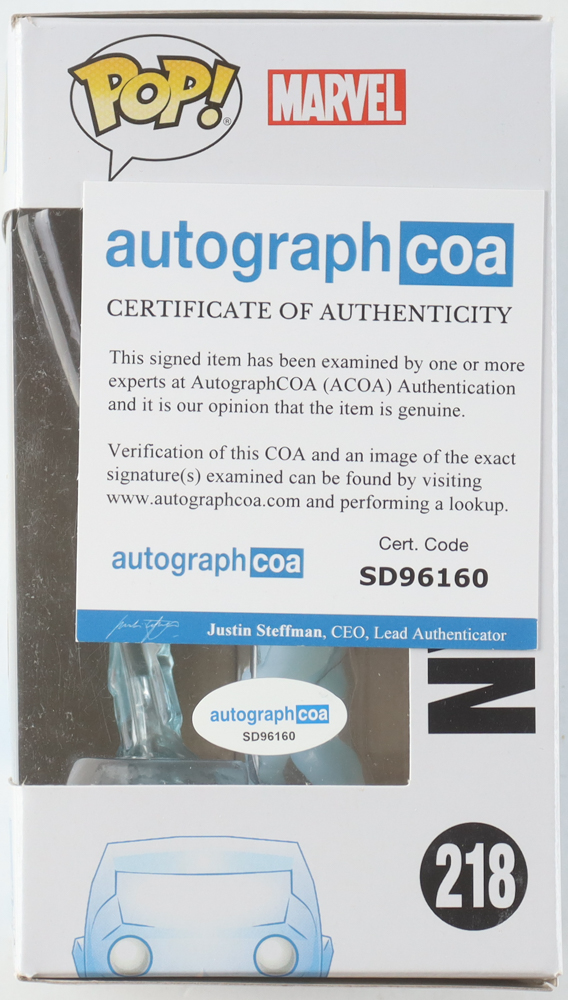 POP!®
MARVEL
autographcoa
CERTIFICATE OF AUTHENTICITY
This signed item has been examined by one or more
experts at AutographCOA (ACOA) Authentication
and it is our opinion that the item is genuine.
Verification of this COA and an image of the exact
signature(s) examined can be found by visiting
www.autographcoa.com and performing a lookup.
autographcoa
Cert. Code
SD96160
Justin Steffman, CEO, Lead Authenticator
autographcoa
SD96160
218